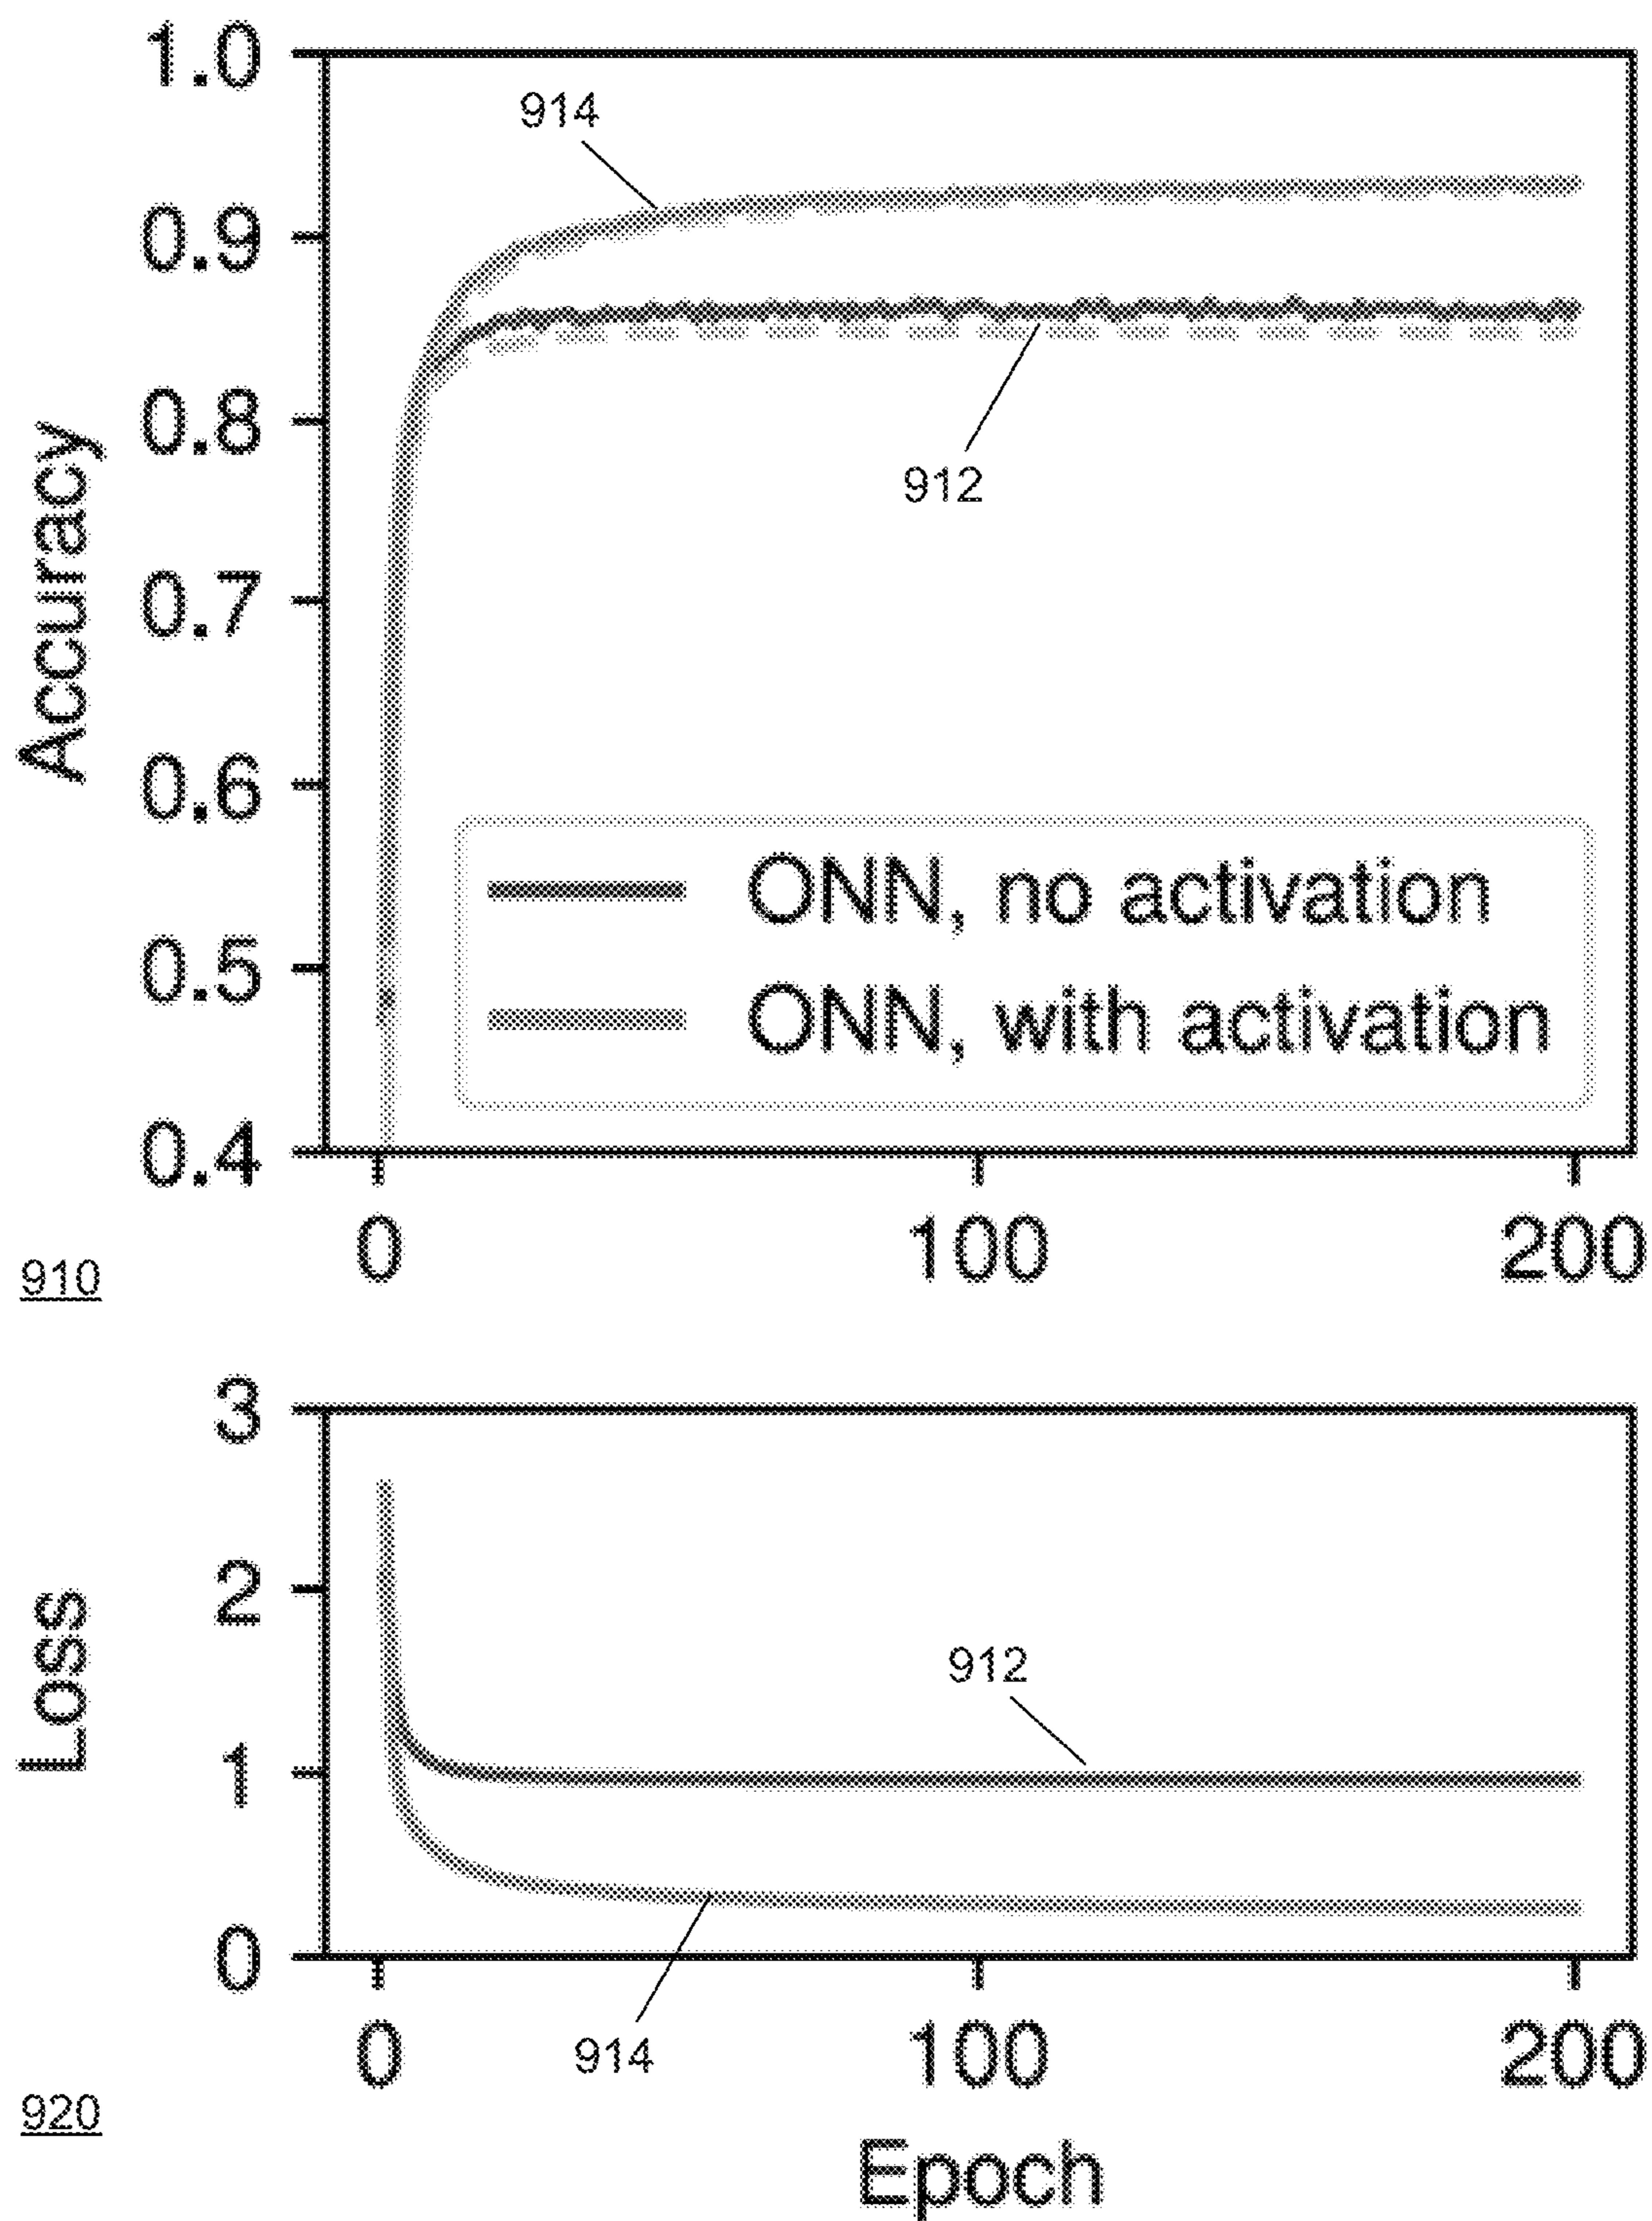 1.0
914
0.9
0.8
912
0.7
Accuracy
0.6
ONN, no activation
0.5
ONN, with activation
0.4
0 100 200
910
3
2
912
Loss
1
0
0 100 200
914
920
Epoch